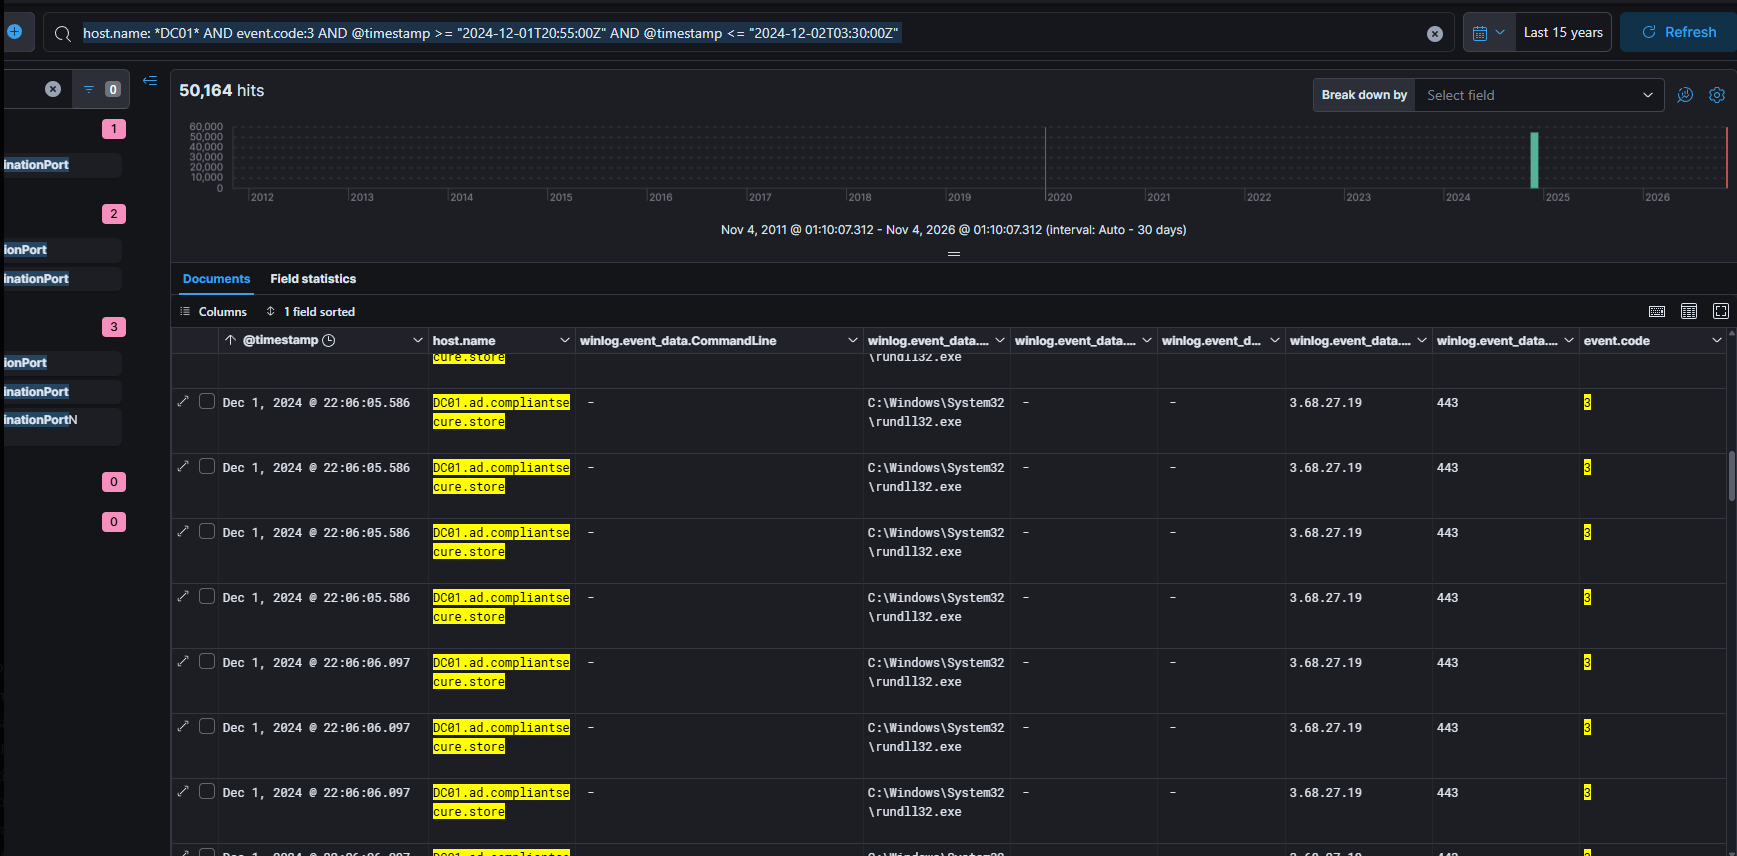 host.name: *DC01* AND event.code:3 AND @timestamp >= "2024-12-01T20:55:00Z" AND @timestamp <= "2024-12-02T03:30:00Z"
Last 15 years
Refresh
0
50,164 hits
Break down by
Select field
1
inationPort
2
ionPort
inationPort
3
ionPort
inationPort
inationPortN
0
0
60,000
50,000
40,000
30,000
20,000
10,000
0
2012 2013 2014 2015 2016 2017 2018 2019 2020 2021 2022 2023 2024 2025 2026
Nov 4, 2011 @ 01:10:07.312 - Nov 4, 2026 @ 01:10:07.312 (interval: Auto - 30 days)
Documents Field statistics
Columns 1 field sorted
@timestamp host.name winlog.event_data.CommandLine winlog.event_data.... winlog.event_data.... winlog.event_d... winlog.event_data.... winlog.event_data.... event.code
cure.store \rundll32.exe
Dec 1, 2024 @ 22:06:05.586 DC01.ad.compliantse - C:\Windows\System32 - - 3.68.27.19 443 3
cure.store \rundll32.exe
Dec 1, 2024 @ 22:06:05.586 DC01.ad.compliantse - C:\Windows\System32 - - 3.68.27.19 443 3
cure.store \rundll32.exe
Dec 1, 2024 @ 22:06:05.586 DC01.ad.compliantse - C:\Windows\System32 - - 3.68.27.19 443 3
cure.store \rundll32.exe
Dec 1, 2024 @ 22:06:05.586 DC01.ad.compliantse - C:\Windows\System32 - - 3.68.27.19 443 3
cure.store \rundll32.exe
Dec 1, 2024 @ 22:06:06.097 DC01.ad.compliantse - C:\Windows\System32 - - 3.68.27.19 443 3
cure.store \rundll32.exe
Dec 1, 2024 @ 22:06:06.097 DC01.ad.compliantse - C:\Windows\System32 - - 3.68.27.19 443 3
cure.store \rundll32.exe
Dec 1, 2024 @ 22:06:06.097 DC01.ad.compliantse - C:\Windows\System32 - - 3.68.27.19 443 3
cure.store \rundll32.exe